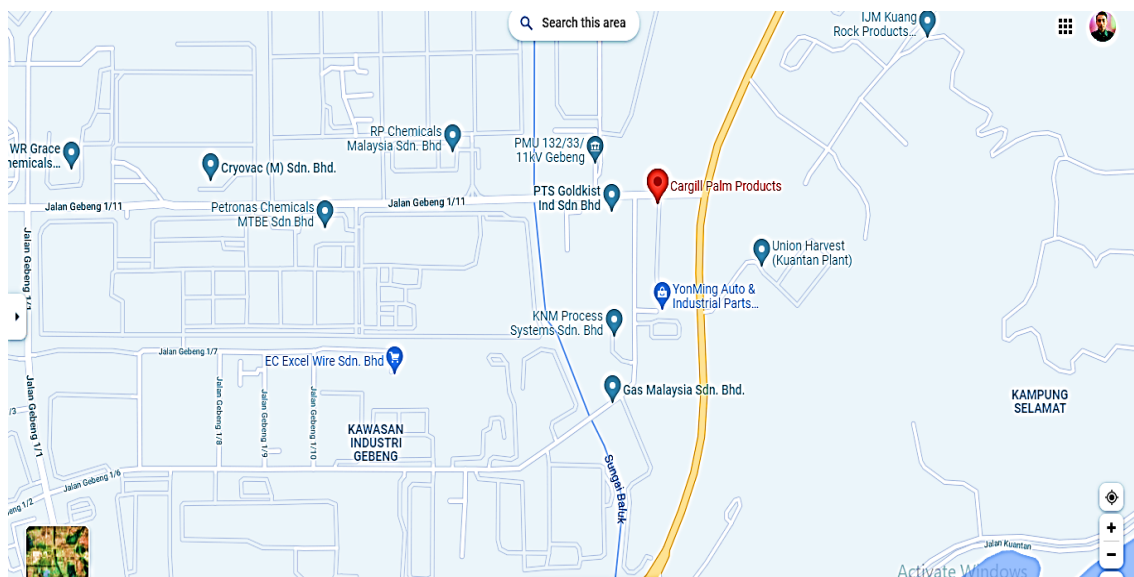 Search this area
IJM Kuang
Rock Products...
RP Chemicals
Malaysia Sdn. Bhd
PMU 132/33/
11kV Gebeng
WR Grace
hemicals...
Cryovac (M) Sdn. Bhd.
PTS Goldkist
Ind Sdn Bhd
Cargill Palm Products
Jalan Gebeng 1/11
Petronas Chemicals
MTBE Sdn Bhd
Jalan Gebeng 1/11
Union Harvest
(Kuantan Plant)
YonMing Auto &
Industrial Parts...
KNM Process
Systems Sdn. Bhd
Jalan Gebeng 1/7
EC Excel Wire Sdn. Bhd
Gas Malaysia Sdn. Bhd.
KAMPUNG
SELAMAT
Jalan Gebeng 1/1
Jalan Gebeng 1/8
Jalan Gebeng 1/9
Jalan Gebeng 1/10
/3
KAWASAN
INDUSTRI
GEBENG
Jalan Gebeng 1/6
Sungai Baluk
g 1/2
Jalan Kuantan
Activate Windows